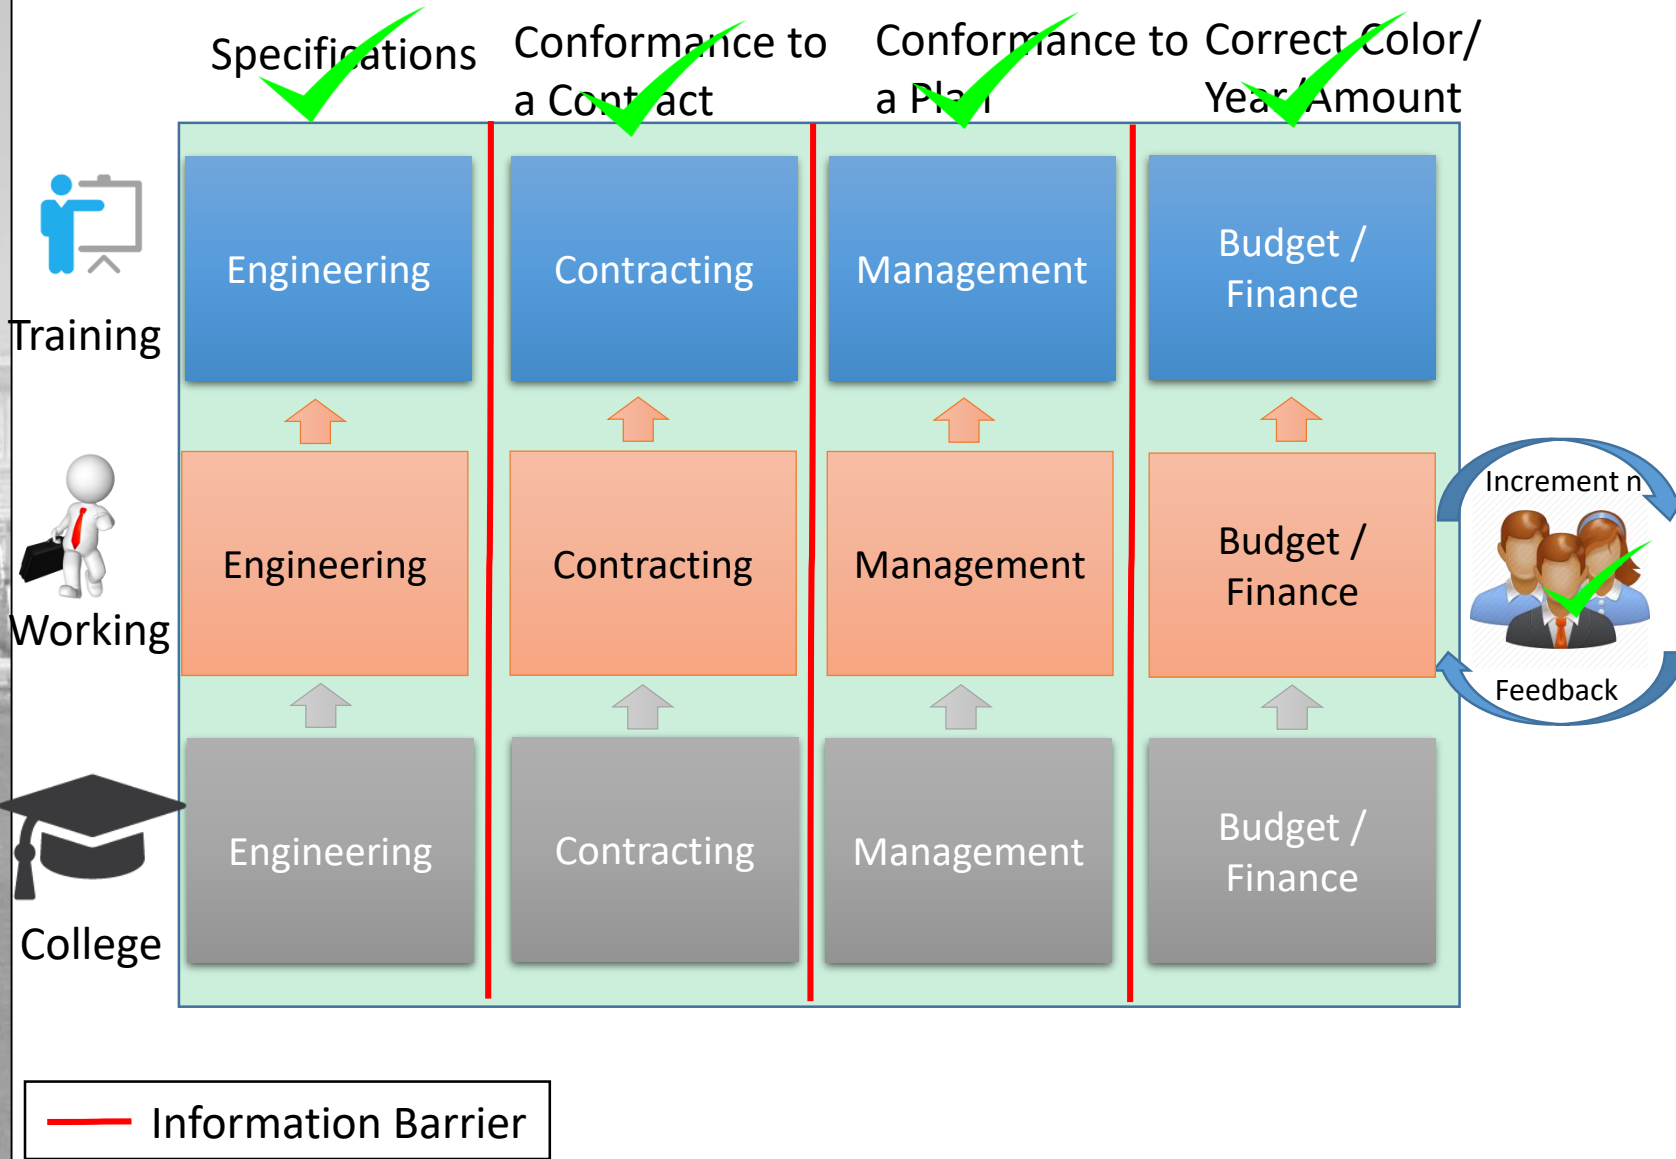 Specifications
Conformance to
a Contract
Conformance to
a Plan
Correct Color/
Year/Amount
Training
Engineering
Contracting
Management
Budget /
Finance
Working
Engineering
Contracting
Management
Budget /
Finance
Increment n
Feedback
College
Engineering
Contracting
Management
Budget /
Finance
Information Barrier